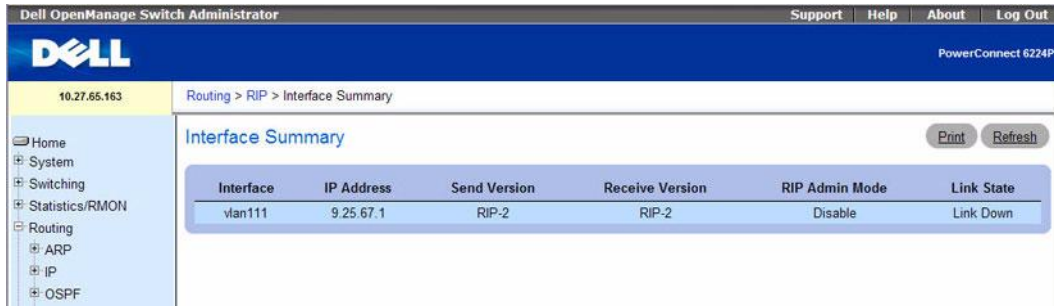 Dell OpenManage Switch Administrator
Support Help About Log Out
DELL
PowerConnect 6224P
10.27.65.163
Routing > RIP > Interface Summary
Home
System
Switching
Statistics/RMON
Routing
ARP
IP
OSPF
Interface Summary
Print Refresh
Interface IP Address Send Version Receive Version RIP Admin Mode Link State
vlan111 9.25.67.1 RIP-2 RIP-2 Disable Link Down